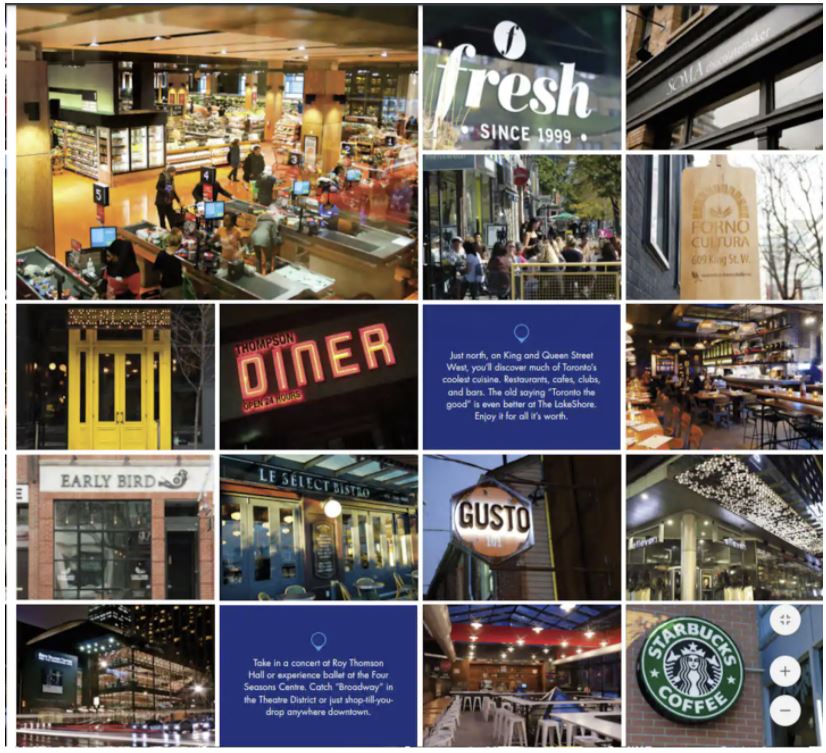 f
fresh
• SINCE 1999 •
SOMA chocolatemaker
5
4
3
FORNO
CULTURA
609 King St. W.
THOMPSON
DINER
OPEN 24 HOURS
Just north, on King and Queen Street
West, you'll discover much of Toronto's
coolest cuisine. Restaurants, cafes, clubs,
and bars. The old saying "Toronto the
good" is even better at The LakeShore.
Enjoy it for all it's worth.
E
EARLY BIRD
LE SÉLECT BISTRO
GUSTO
101
Take in a concert at Roy Thomson
Hall or experience ballet at the Four
Seasons Centre. Catch "Broadway" in
the Theatre District or just shop-till-you-
drop anywhere downtown.
STARBUCKS
COFFEE